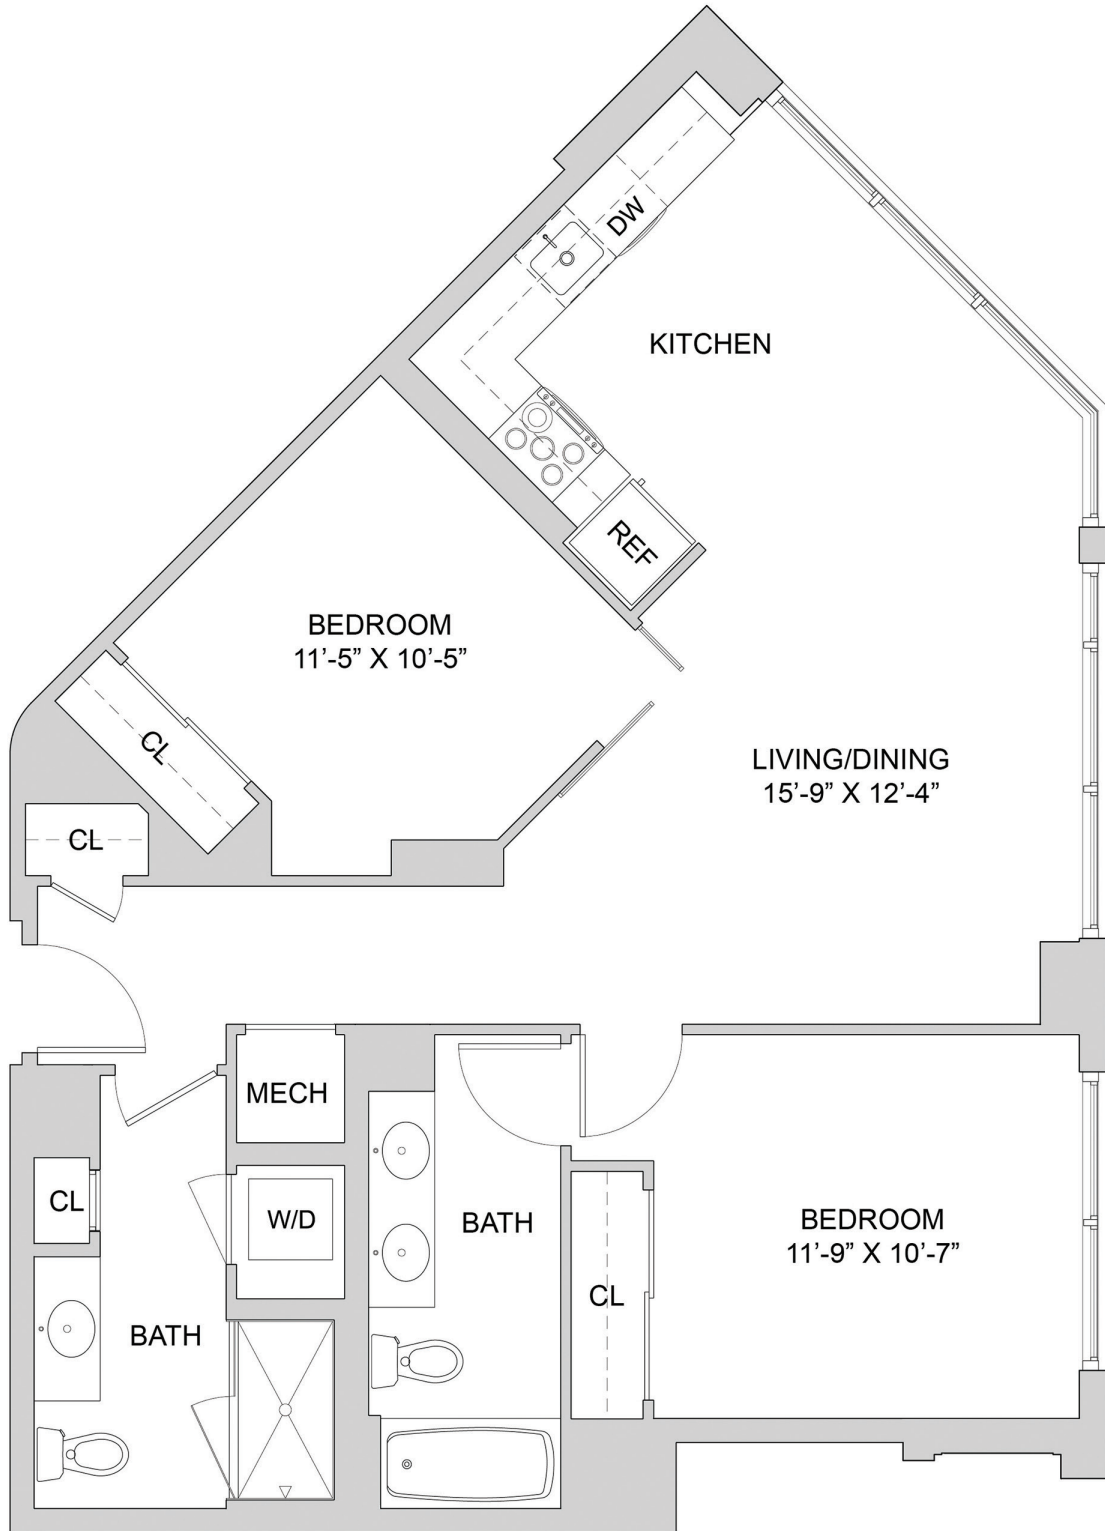 DW
KITCHEN
REF
BEDROOM
11’-5” X 10’-5”
CL
LIVING/DINING
15’-9” X 12’-4”
CL
MECH
CL
W/D
BATH
BEDROOM
11’-9” X 10’-7”
CL
BATH